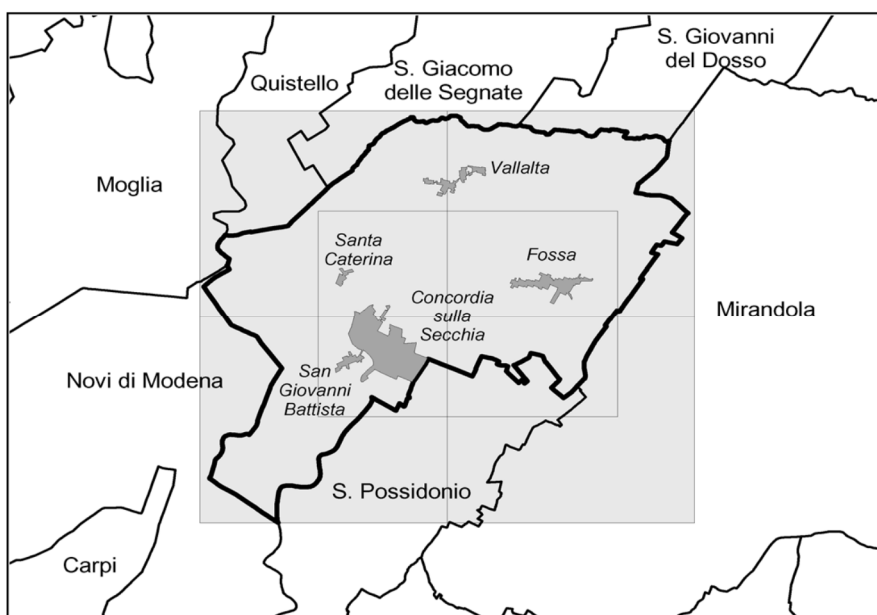 S. Giovanni
del Dosso
S. Giacomo
delle Segnate
Quistello
Moglia
Vallalta
Santa
Caterina
Fossa
Concordia
sulla
Secchia
Mirandola
San
Giovanni
Battista
Novi di Modena
S. Possidonio
Carpi